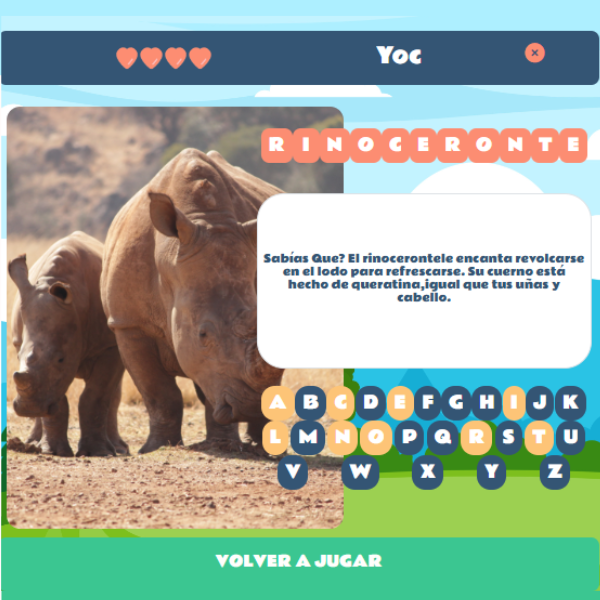 Yoc
×
RINOCERONTE
Sabías Que? El rinocerontele encanta revolcarse
en el lodo para refrescarse. Su cuerno está
hecho de queratina,igual que tus uñas y
cabello.
A B C D E F G H I J K
L M N O P Q R S T U
V W X Y Z
VOLVER A JUGAR